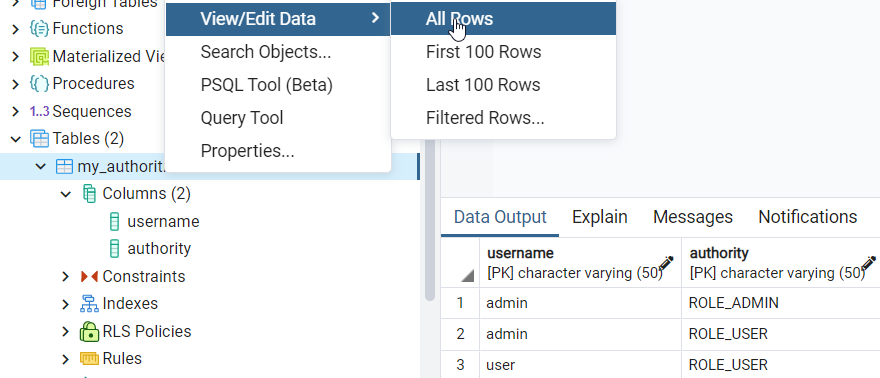 Foreign Tables
Functions
Materialized Vie
Procedures
1..3 Sequences
Tables (2)
my_authorit.
Columns (2)
username
authority
Constraints
Indexes
RLS Policies
Rules
View/Edit Data
Search Objects...
PSQL Tool (Beta)
Query Tool
Properties...
All Rows
First 100 Rows
Last 100 Rows
Filtered Rows...
Data Output Explain Messages Notifications
username authority
[PK] character varying (50) [PK] character varying (50)
1 admin ROLE_ADMIN
2 admin ROLE_USER
3 user ROLE_USER